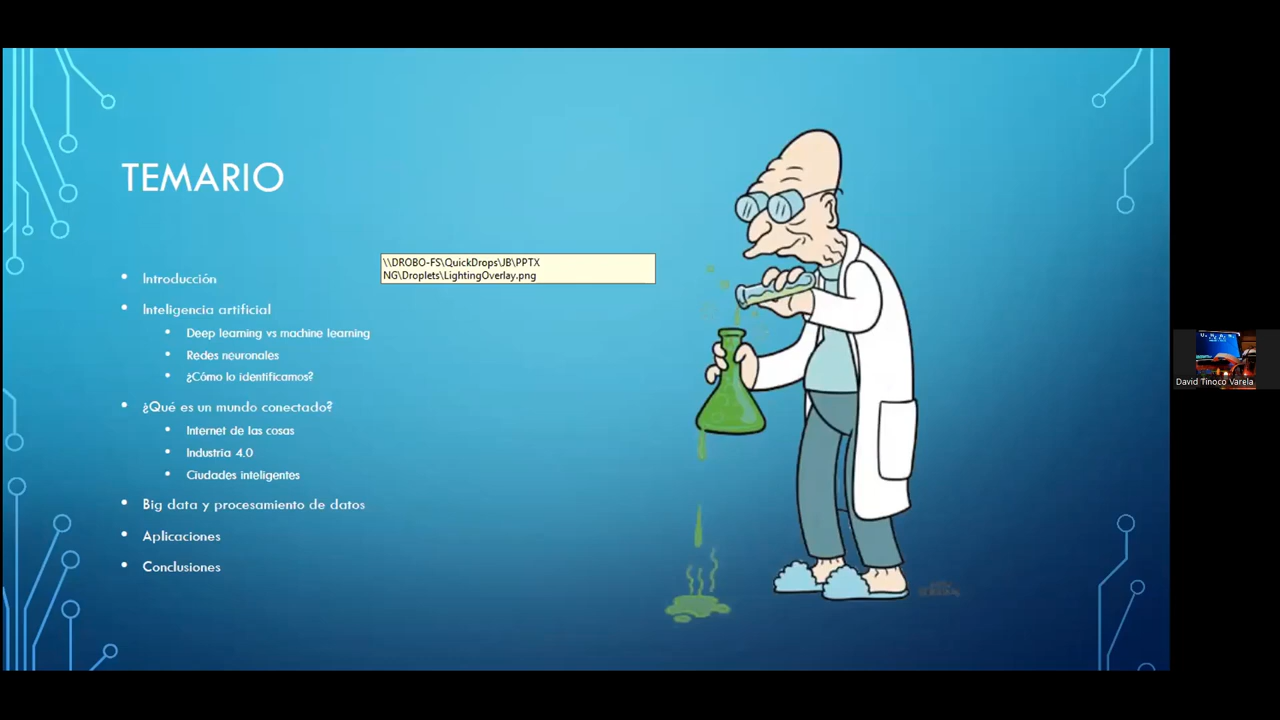 TEMARIO
\\DROBO-FS\QuickDrops\JB\PPTX
NG\Droplets\LightingOverlay.png
• Introducción
• Inteligencia artificial
• Deep learning vs machine learning
• Redes neuronales
• ¿Cómo lo identificamos?
• ¿Qué es un mundo conectado?
• Internet de las cosas
• Industria 4.0
• Ciudades inteligentes
• Big data y procesamiento de datos
• Aplicaciones
• Conclusiones
David Tinoco Varela